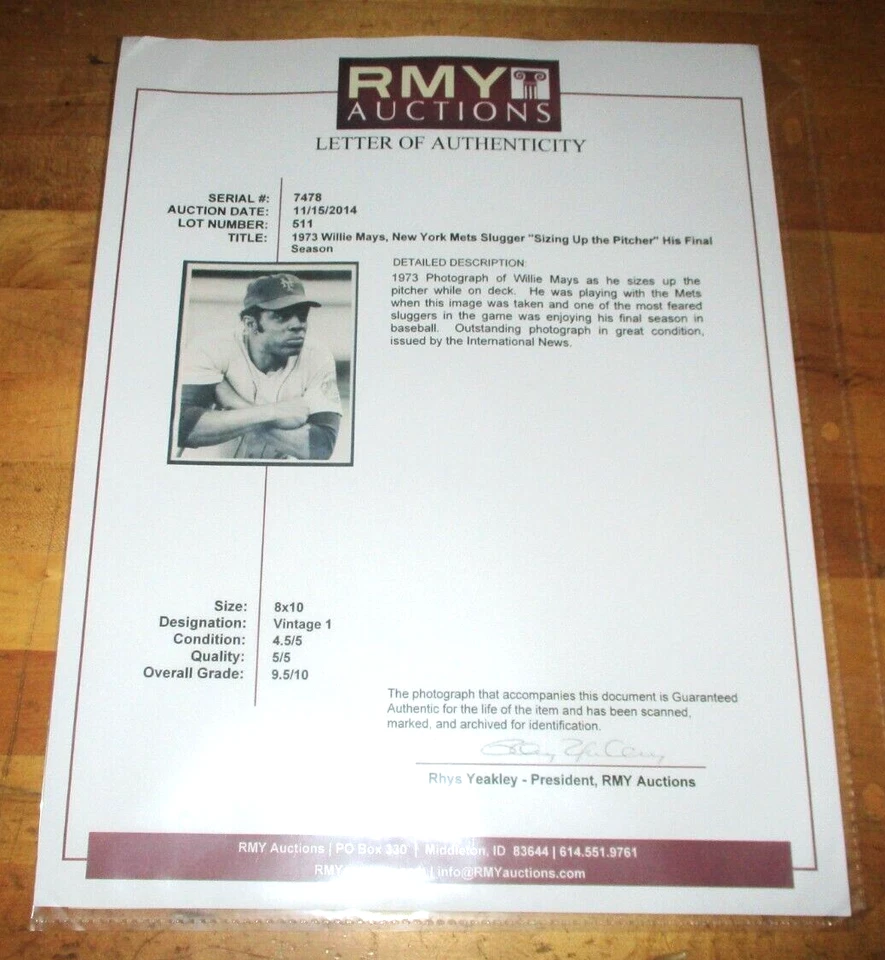 RMY
AUCTIONS
LETTER OF AUTHENTICITY
SERIAL #: 7478
AUCTION DATE: 11/15/2014
LOT NUMBER: 511
TITLE: 1973 Willie Mays, New York Mets Slugger "Sizing Up the Pitcher" His Final
Season
DETAILED DESCRIPTION:
1973 Photograph of Willie Mays as he sizes up the
pitcher while on deck. He was playing with the Mets
when this image was taken and one of the most feared
sluggers in the game was enjoying his final season in
baseball. Outstanding photograph in great condition,
issued by the International News.
NY
Size: 8x10
Designation: Vintage 1
Condition: 4.5/5
Quality: 5/5
Overall Grade: 9.5/10
The photograph that accompanies this document is Guaranteed
Authentic for the life of the item and has been scanned,
marked, and archived for identification.
Rhys Yeakley - President, RMY Auctions
RMY Auctions | PO Box 330 | Middleton, ID 83644 | 614.551.9761
| info@RMYauctions.com